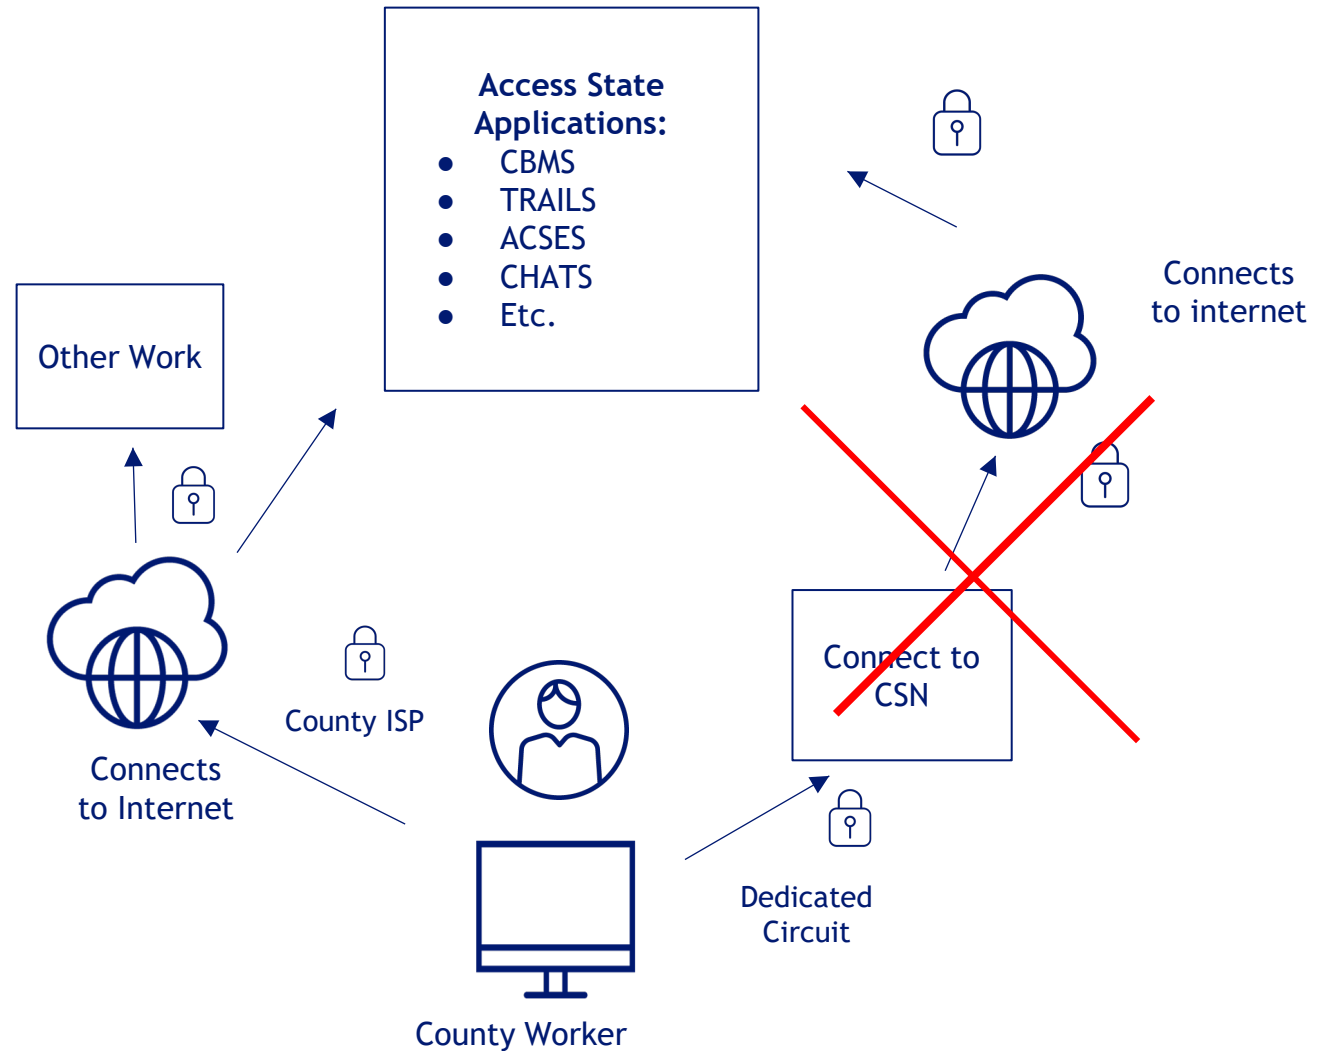 Access State
Applications:
● CBMS
● TRAILS
● ACSES
● CHATS
● Etc.
Connects
to internet
Other Work
Connect to
CSN
County ISP
Connects
to Internet
Dedicated
Circuit
County Worker